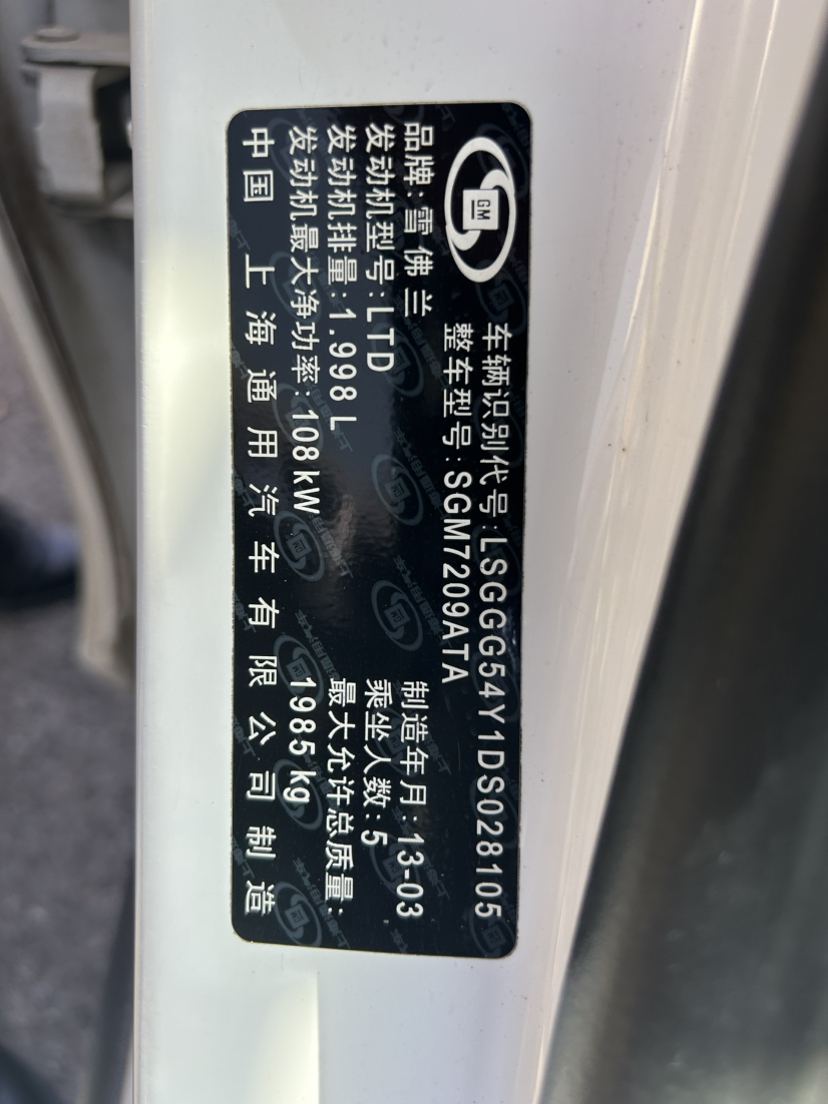 GM
车辆识别代号:LSGGG54Y1DS028105
整车型号:SGM7209ATA
品牌:雪佛兰 制造年月:13-03
发动机型号:LTD 乘坐人数:5
发动机排量:1.998L 最大允许总质量:
发动机最大净功率:108kW 1985kg
中国 上海通用汽车有限公司制造